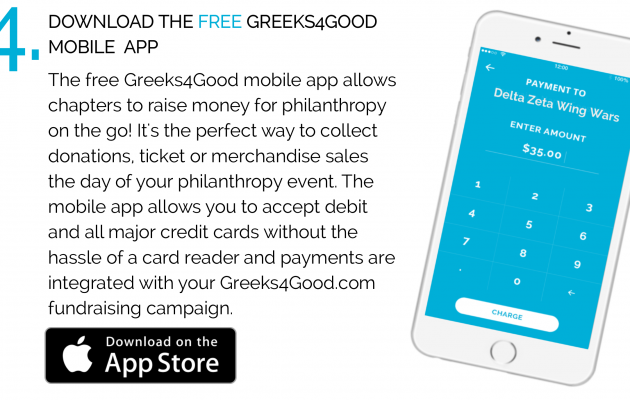 4.
DOWNLOAD THE FREE GREEKS4GOOD
MOBILE APP
The free Greeks4Good mobile app allows
chapters to raise money for philanthropy
on the go! It's the perfect way to collect
donations, ticket or merchandise sales
the day of your philanthropy event. The
mobile app allows you to accept debit
and all major credit cards without the
hassle of a card reader and payments are
integrated with your Greeks4Good.com
fundraising campaign.
Download on the
App Store
10:00
100%
PAYMENT TO
Delta Zeta Wing Wars
ENTER AMOUNT
$35.00
1 2 3
4 5 6
7 8 9
. 0 ←
CHARGE